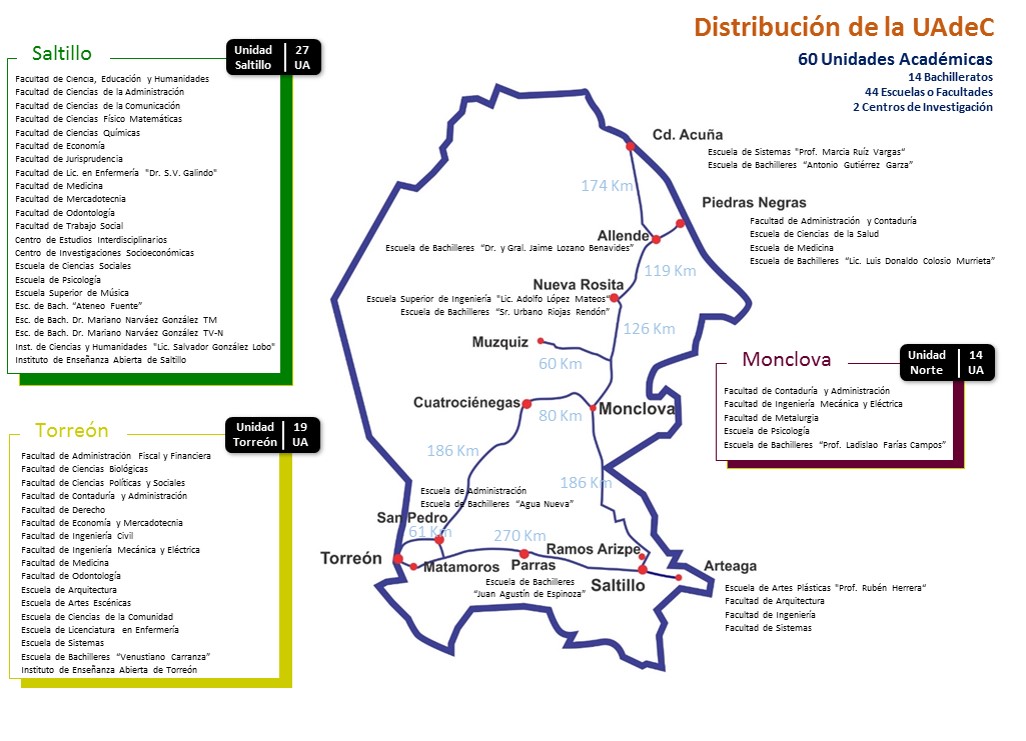 Distribución de la UAdeC
60 Unidades Académicas
14 Bachilleratos
44 Escuelas o Facultades
2 Centros de Investigación
Saltillo
Unidad Saltillo
27 UA
Facultad de Ciencia, Educación y Humanidades
Facultad de Ciencias de la Administración
Facultad de Ciencias de la Comunicación
Facultad de Ciencias Físico Matemáticas
Facultad de Ciencias Químicas
Facultad de Economía
Facultad de Jurisprudencia
Facultad de Lic. en Enfermería "Dr. S.V. Galindo"
Facultad de Medicina
Facultad de Mercadotecnia
Facultad de Odontología
Facultad de Trabajo Social
Centro de Estudios Interdisciplinarios
Centro de Investigaciones Socioeconómicas
Escuela de Ciencias Sociales
Escuela de Psicología
Escuela Superior de Música
Esc. de Bach. “Ateneo Fuente”
Esc. de Bach. Dr. Mariano Narváez González TM
Esc. de Bach. Dr. Mariano Narváez González TV-N
Inst. de Ciencias y Humanidades "Lic. Salvador González Lobo"
Instituto de Enseñanza Abierta de Saltillo
Torreón
Unidad Torreón
19 UA
Facultad de Administración Fiscal y Financiera
Facultad de Ciencias Biológicas
Facultad de Ciencias Políticas y Sociales
Facultad de Contaduría y Administración
Facultad de Derecho
Facultad de Economía y Mercadotecnia
Facultad de Ingeniería Civil
Facultad de Ingeniería Mecánica y Eléctrica
Facultad de Medicina
Facultad de Odontología
Escuela de Arquitectura
Escuela de Artes Escénicas
Escuela de Ciencias de la Comunidad
Escuela de Licenciatura en Enfermería
Escuela de Sistemas
Escuela de Bachilleres “Venustiano Carranza”
Instituto de Enseñanza Abierta de Torreón
Cd. Acuña
Escuela de Sistemas "Prof. Marcia Ruíz Vargas"
Escuela de Bachilleres “Antonio Gutiérrez Garza”
174 Km
Piedras Negras
Facultad de Administración y Contaduría
Escuela de Ciencias de la Salud
Escuela de Medicina
Escuela de Bachilleres “Lic. Luis Donaldo Colosio Murrieta”
Allende
Escuela de Bachilleres “Dr. y Gral. Jaime Lozano Benavides”
119 Km
Nueva Rosita
Escuela Superior de Ingeniería "Lic. Adolfo López Mateos"
Escuela de Bachilleres “Sr. Urbano Riojas Rendón”
126 Km
Muzquiz
60 Km
Monclova
Unidad Norte
14 UA
Facultad de Contaduría y Administración
Facultad de Ingeniería Mecánica y Eléctrica
Facultad de Metalurgia
Escuela de Psicología
Escuela de Bachilleres “Prof. Ladislao Farías Campos”
Cuatrociénegas
80 Km
Monclova
186 Km
186 Km
Escuela de Administración
Escuela de Bachilleres “Agua Nueva”
San Pedro
61 Km
270 Km
Ramos Arizpe
Torreón
Matamoros
Parras
Escuela de Bachilleres
“Juan Agustín de Espinoza”
Saltillo
Arteaga
Escuela de Artes Plásticas "Prof. Rubén Herrera"
Facultad de Arquitectura
Facultad de Ingeniería
Facultad de Sistemas